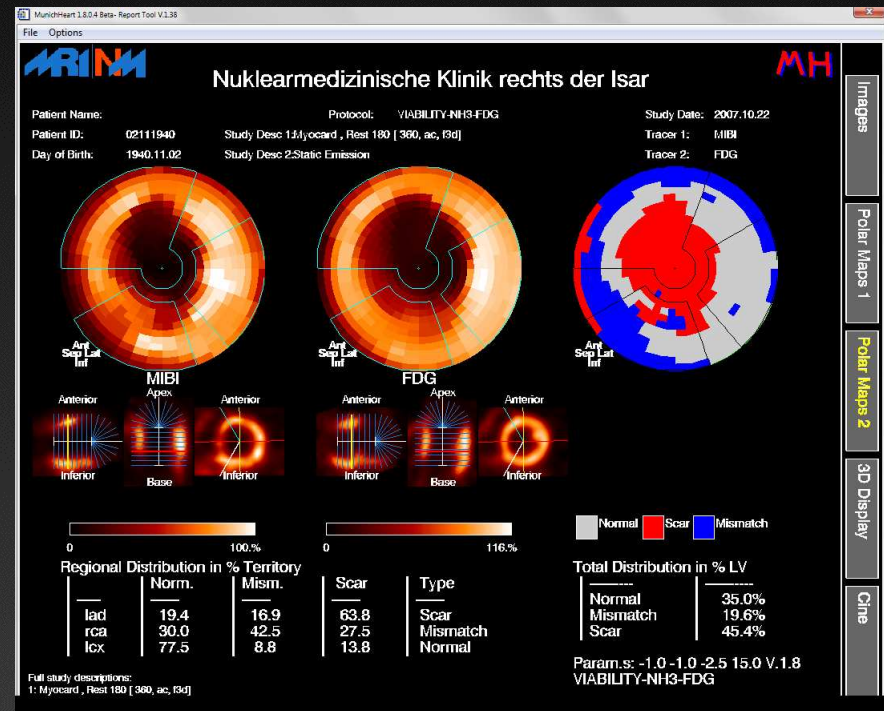 MunichHeart 1.8.0.4 Beta- Report Tool V.1.38
File Options
MRI NM
Nuklearmedizinische Klinik rechts der Isar
MH
Patient Name: Protocol: VIABILITY-NH3-FDG Study Date: 2007.10.22
Patient ID: 02111940 Study Desc 1:Myocard , Rest 180 [ 360, ac, f3d] Tracer 1: MIBI
Day of Birth: 1940.11.02 Study Desc 2:Static Emission Tracer 2: FDG
Ant
Sep Lat
Inf
MIBI
Ant
Sep Lat
Inf
FDG
Ant
Sep Lat
Inf
Anterior Apex Anterior
Inferior Base Inferior
Anterior Apex Anterior
Inferior Base Inferior
0 100.%
0 116.%
Normal Scar Mismatch
Regional Distribution in % Territory
Norm. Mism. Scar Type
lad 19.4 16.9 63.8 Scar
rca 30.0 42.5 27.5 Mismatch
lcx 77.5 8.8 13.8 Normal
Total Distribution in % LV
Normal 35.0%
Mismatch 19.6%
Scar 45.4%
Param.s: -1.0 -1.0 -2.5 15.0 V.1.8
VIABILITY-NH3-FDG
Full study descriptions:
1: Myocard , Rest 180 [ 360, ac, f3d]
Images
Polar Maps 1
Polar Maps 2
3D Display
Cine